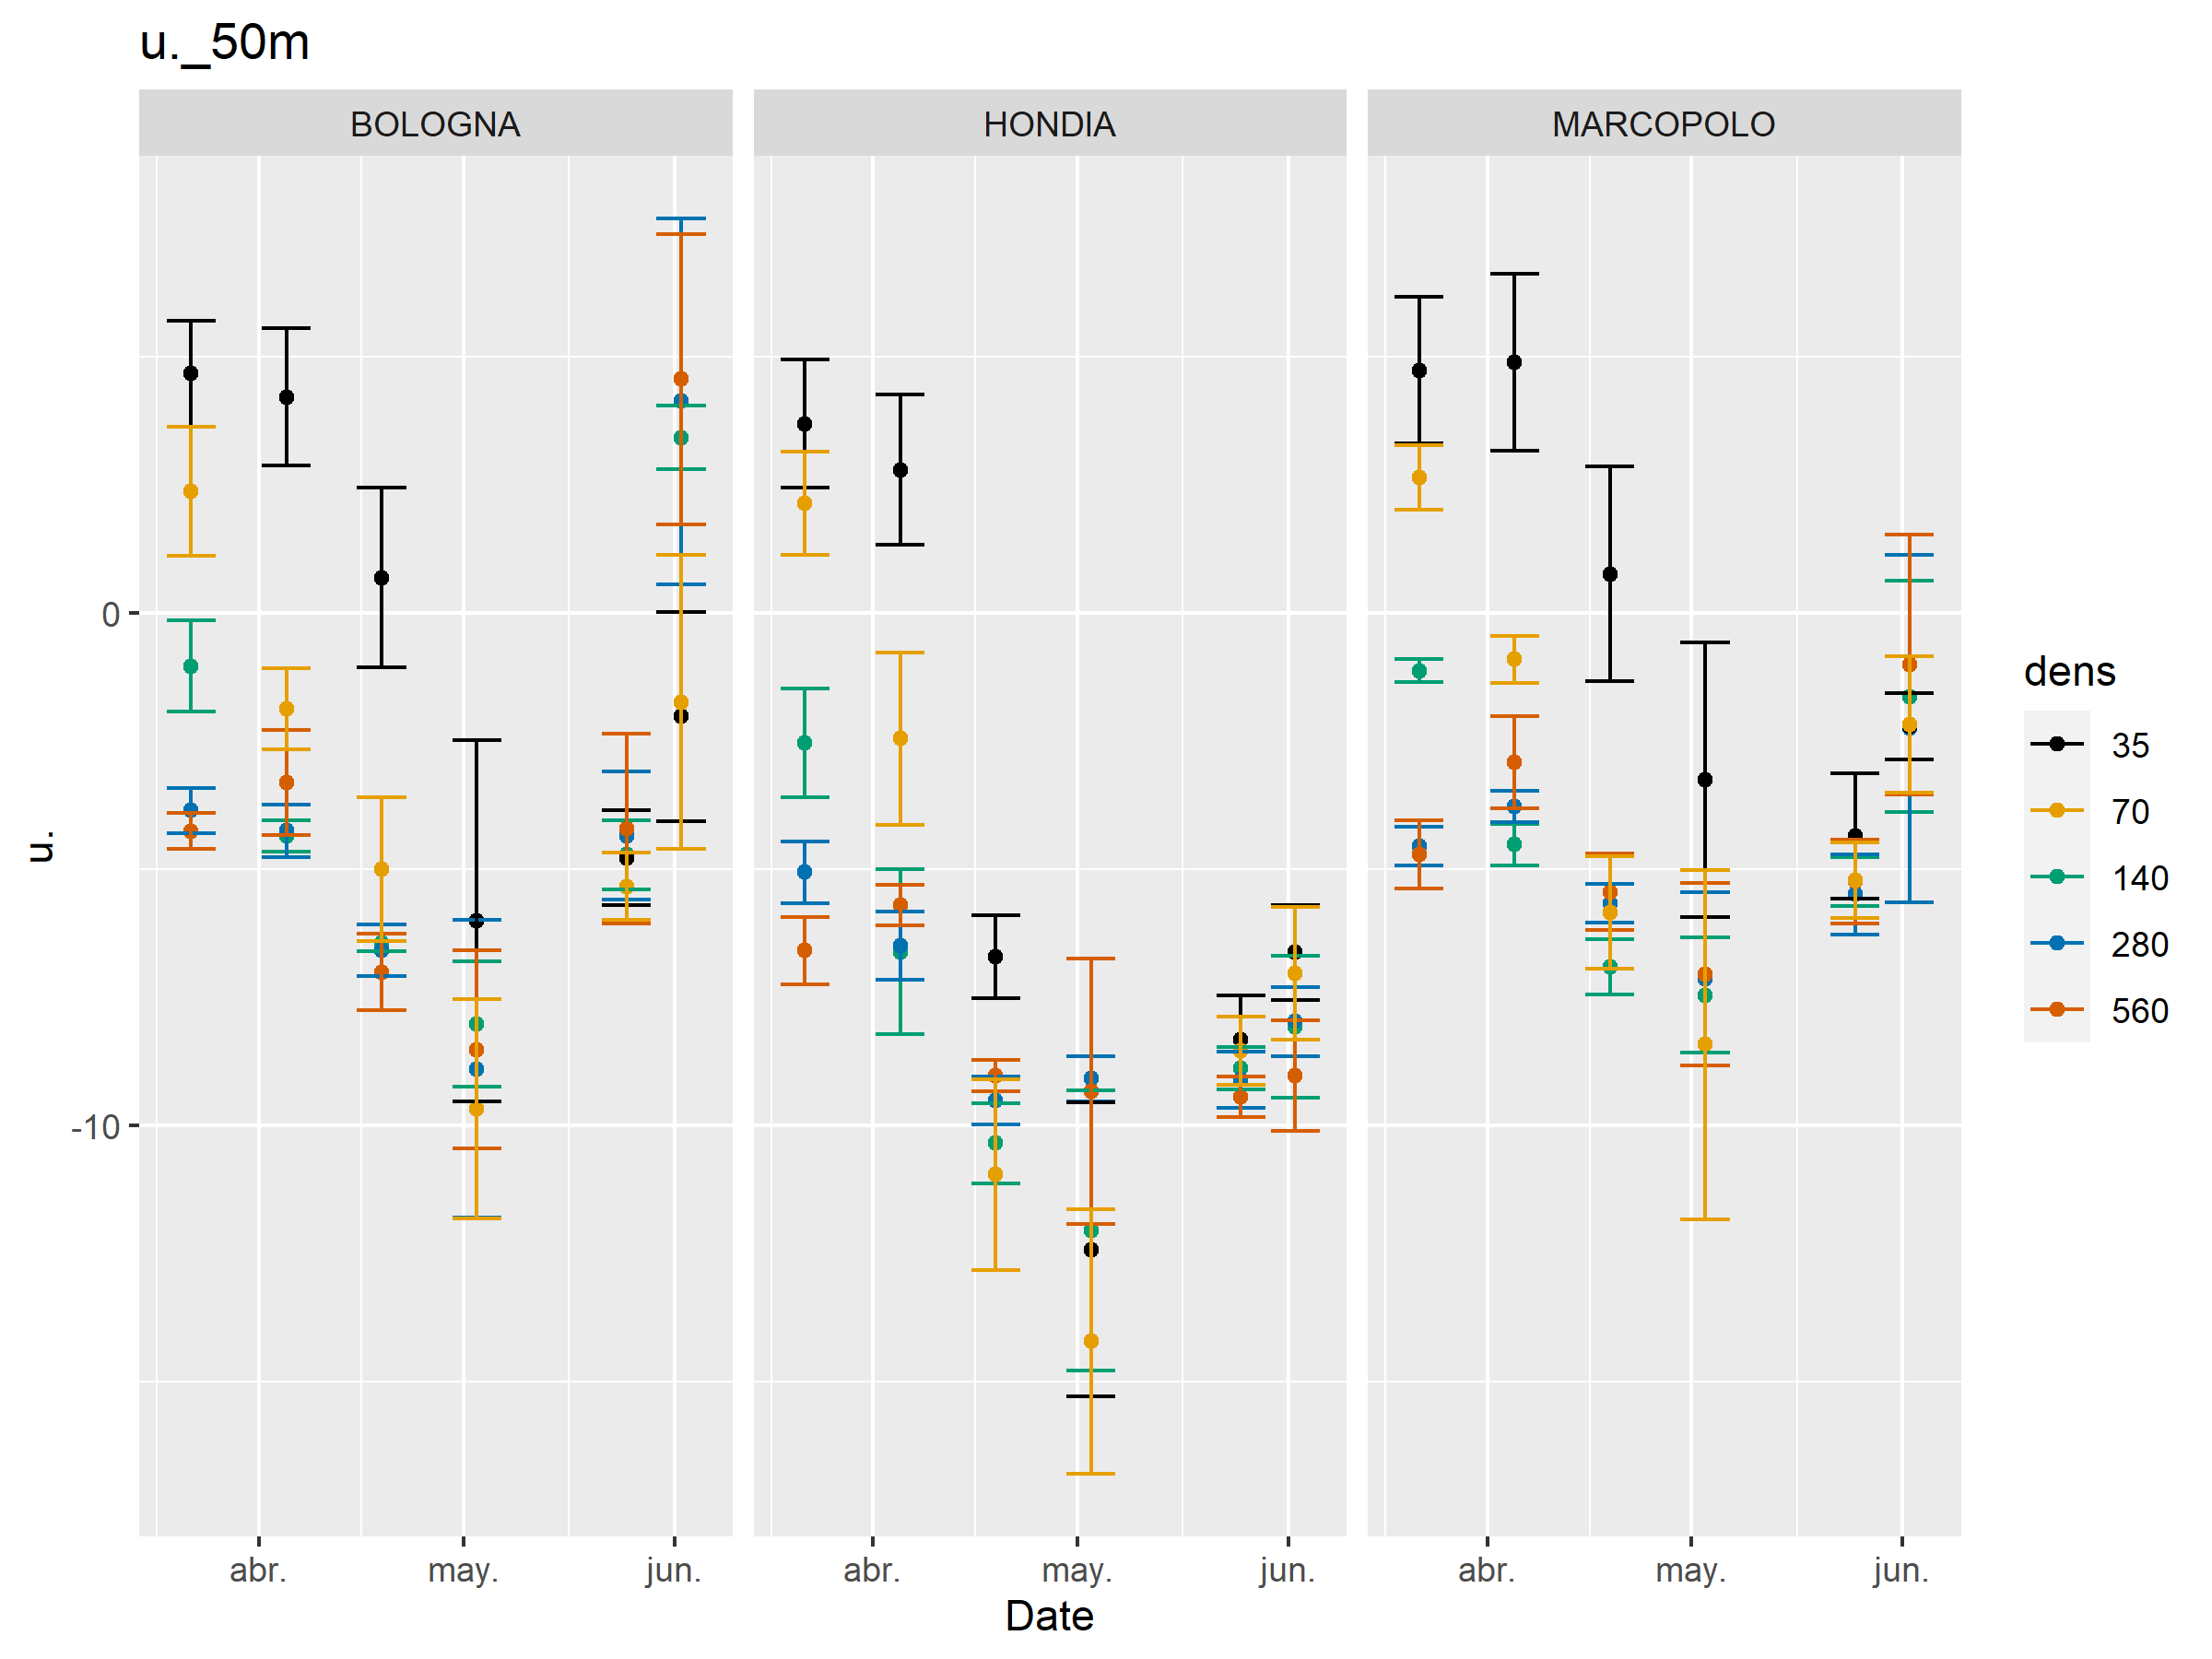 u._50m
BOLOGNA HONDIA MARCOPOLO
u.
0
-10
abr. may. jun. abr. may. jun. abr. may. jun.
Date
dens
35
70
140
280
560